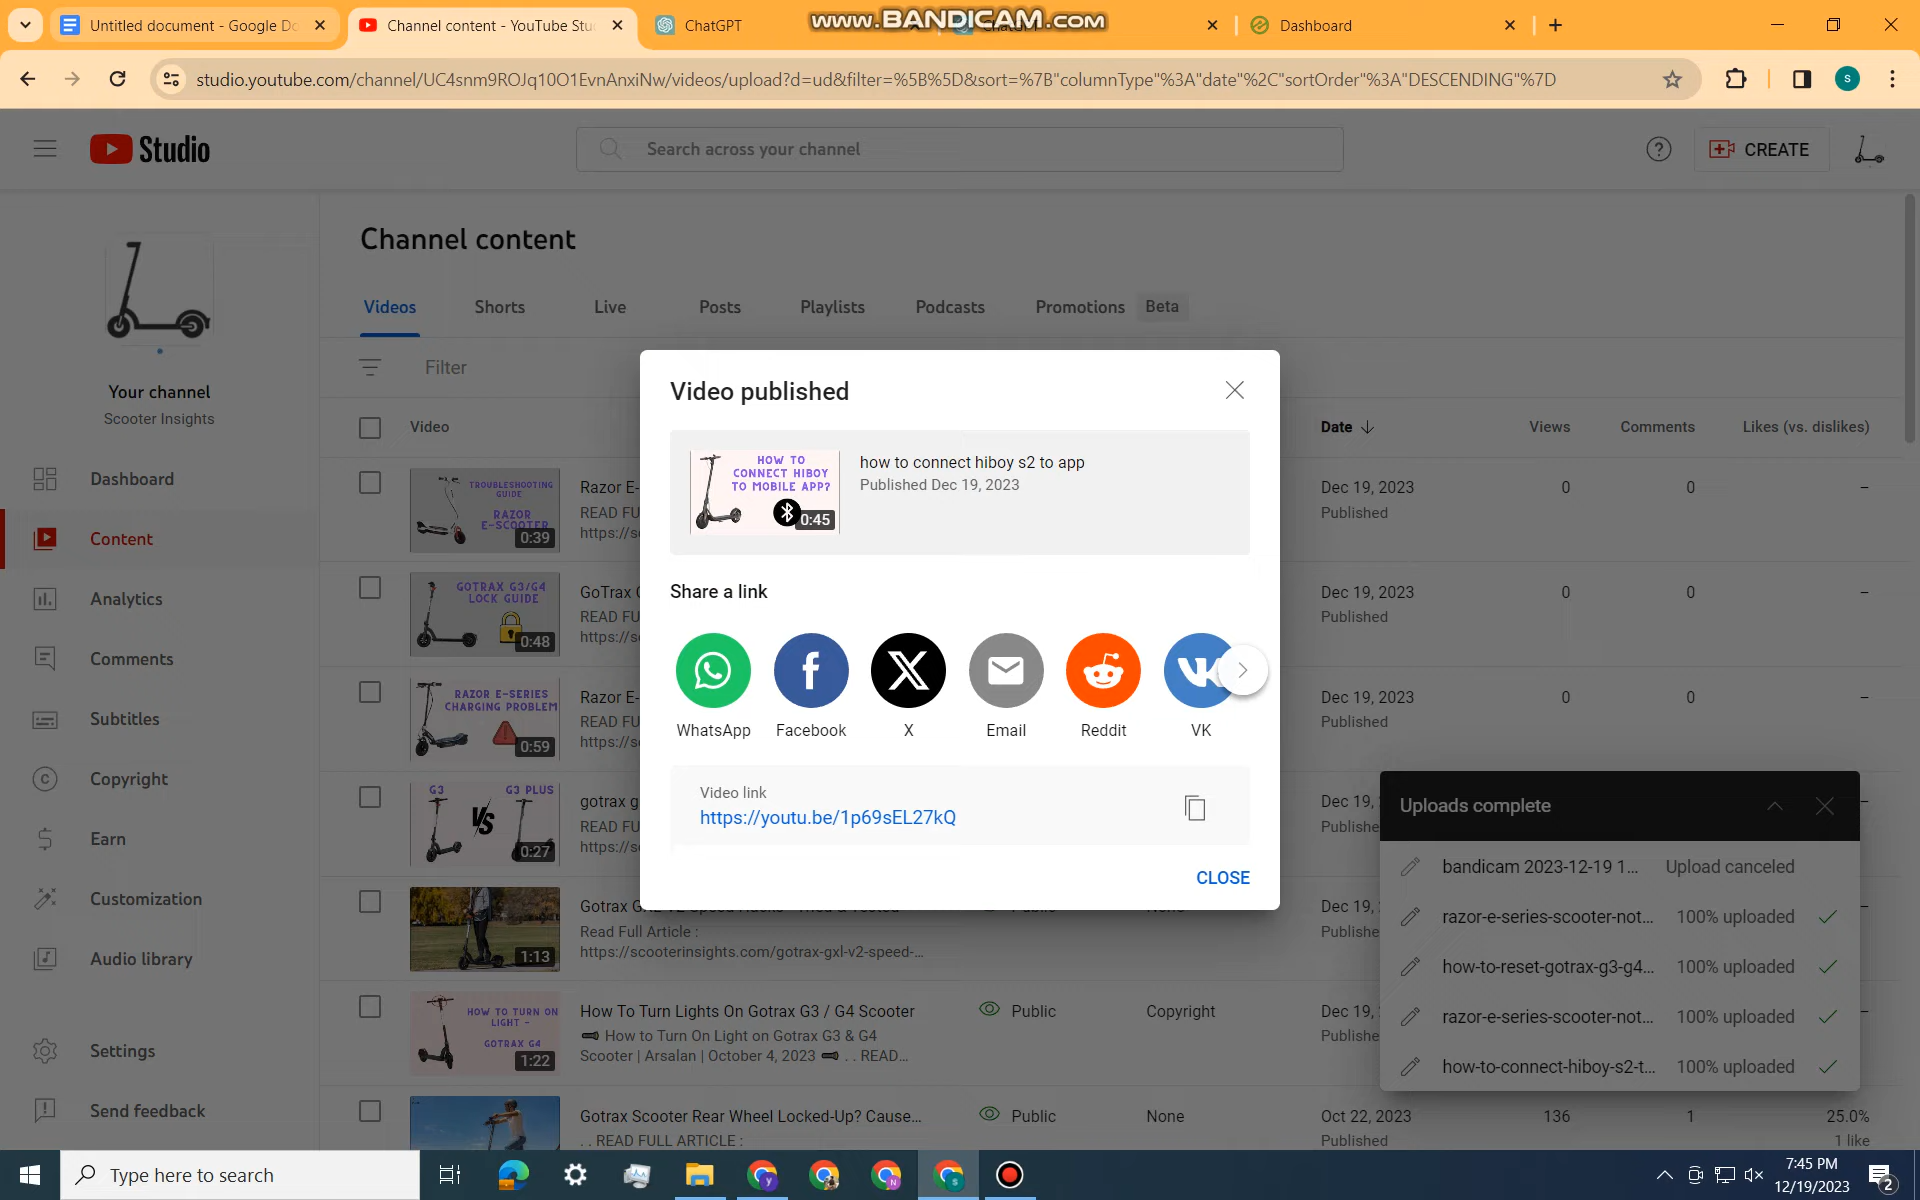 Untitled document - Google Do
Channel content - YouTube Stu
ChatGPT
www.BANDICAM.com
Dashboard
studio.youtube.com/channel/UC4snm9ROJq10O1EvnAnxiNw/videos/upload?d=ud&filter=%5B%5D&sort=%7B"columnType"%3A"date"%2C"sortOrder"%3A"DESCENDING"%7D
s
Studio
Search across your channel
CREATE
Channel content
Videos
Shorts
Live
Posts
Playlists
Podcasts
Promotions
Beta
Filter
Your channel
Scooter Insights
Dashboard
Content
Analytics
Comments
Subtitles
Copyright
Earn
Customization
Audio library
Settings
Send feedback
Video
Date
Views
Comments
Likes (vs. dislikes)
TROUBLESHOOTING
GUIDE
RAZOR
E-SCOOTER
0:39
Razor E-
READ FU
https://s
Dec 19, 2023
Published
0
0
–
GOTRAX G3/G4
LOCK GUIDE
0:48
GoTrax
READ FU
https://s
Dec 19, 2023
Published
0
0
–
RAZOR E-SERIES
CHARGING PROBLEM
0:59
Razor E-
READ FU
https://s
Dec 19, 2023
Published
0
0
–
G3
VS
G3 PLUS
0:27
gotrax g
READ FU
https://s
Dec 19,
Publishe
1:13
Read Full Article :
https://scooterinsights.com/gotrax-gxl-v2-speed-...
Dec 19,
Publishe
HOW TO TURN ON
LIGHT -
GOTRAX G4
1:22
How To Turn Lights On Gotrax G3 / G4 Scooter
How to Turn On Light on Gotrax G3 & G4
Scooter | Arsalan | October 4, 2023 . . READ...
Public
Copyright
Dec 19,
Publishe
Gotrax Scooter Rear Wheel Locked-Up? Cause...
. . READ FULL ARTICLE :
Public
None
Oct 22, 2023
Published
136
1
25.0%
1 like
Video published
HOW TO
CONNECT HIBOY
TO MOBILE APP?
0:45
how to connect hiboy s2 to app
Published Dec 19, 2023
Share a link
WhatsApp
Facebook
X
Email
Reddit
VK
Video link
https://youtu.be/1p69sEL27kQ
CLOSE
Uploads complete
bandicam 2023-12-19 1...
Upload canceled
razor-e-series-scooter-not...
100% uploaded
how-to-reset-gotrax-g3-g4...
100% uploaded
razor-e-series-scooter-not...
100% uploaded
how-to-connect-hiboy-s2-t...
100% uploaded
Type here to search
7:45 PM
12/19/2023
2